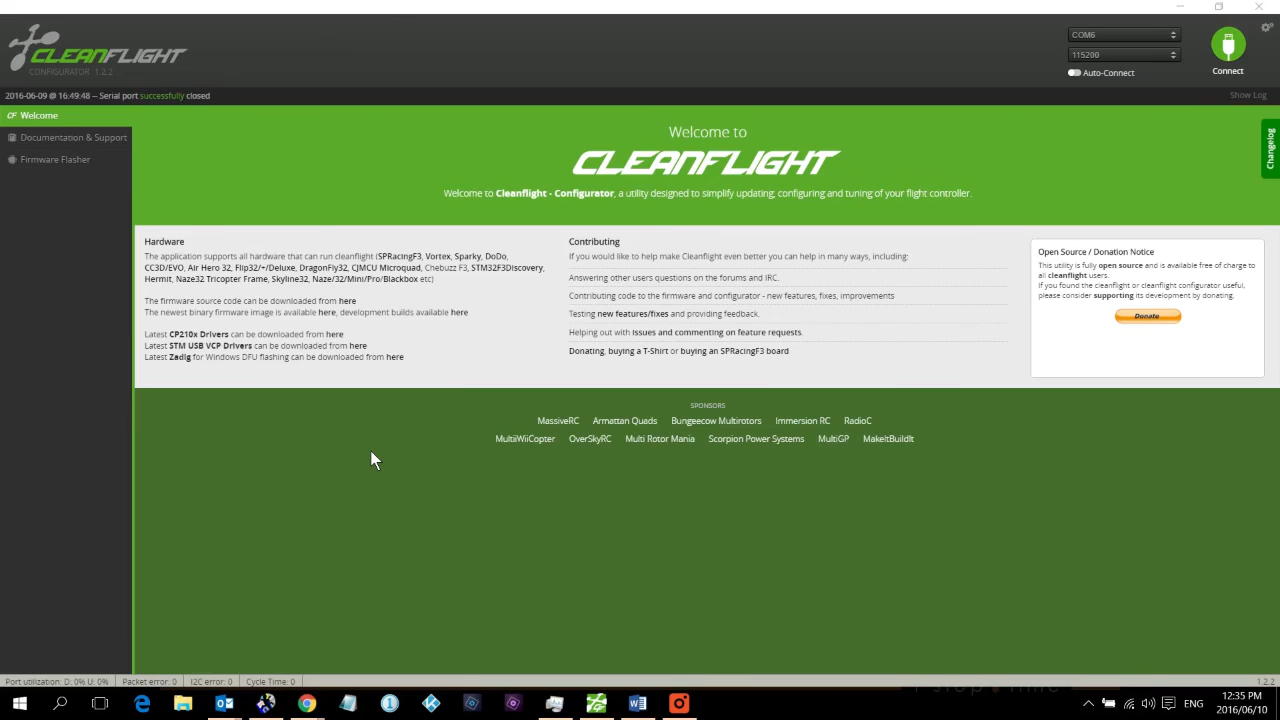 CLEANFLIGHT
CONFIGURATOR 1.2.2
COM6
115200
Auto-Connect
Connect
2016-06-09 @ 16:49:48 -- Serial port successfully closed
Show Log
CF Welcome
Documentation & Support
Firmware Flasher
Changelog
Welcome to
CLEANFLIGHT
Welcome to Cleanflight - Configurator, a utility designed to simplify updating, configuring and tuning of your flight controller.
Hardware
The application supports all hardware that can run cleanflight (SPRacingF3, Vortex, Sparky, DoDo,
CC3D/EVO, Air Hero 32, Flip32/+/Deluxe, DragonFly32, CJMCU Microquad, Chebuzz F3, STM32F3Discovery,
Hermit, Naze32 Tricopter Frame, Skyline32, Naze/32/Mini/Pro/Blackbox etc)
The firmware source code can be downloaded from here
The newest binary firmware image is available here, development builds available here
Latest CP210x Drivers can be downloaded from here
Latest STM USB VCP Drivers can be downloaded from here
Latest Zadig for Windows DFU flashing can be downloaded from here
Contributing
If you would like to help make Cleanflight even better you can help in many ways, including:
Answering other users questions on the forums and IRC.
Contributing code to the firmware and configurator - new features, fixes, improvements
Testing new features/fixes and providing feedback.
Helping out with issues and commenting on feature requests.
Donating, buying a T-Shirt or buying an SPRacingF3 board
Open Source / Donation Notice
This utility is fully open source and is available free of charge to
all cleanflight users.
If you found the cleanflight or cleanflight configurator useful,
please consider supporting its development by donating.
Donate
SPONSORS
MassiveRC Armattan Quads Bungeecow Multirotors Immersion RC RadioC
MultiWiiCopter OverSkyRC Multi Rotor Mania Scorpion Power Systems MultiGP MakeItBuildIt
Port utilization: D: 0% U: 0% Packet error: 0 I2C error: 0 Cycle Time: 0
1.2.2
ENG
12:35 PM
2016/06/10